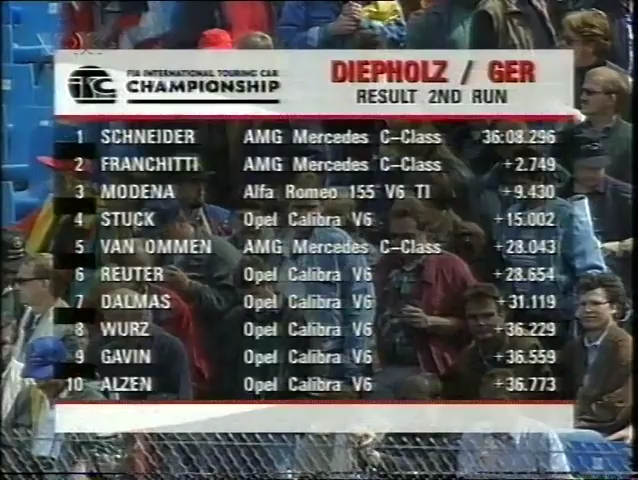 itc FIA INTERNATIONAL TOURING CAR CHAMPIONSHIP
DIEPHOLZ / GER
RESULT 2ND RUN
1 SCHNEIDER AMG Mercedes C-Class 36:08.296
2 FRANCHITTI AMG Mercedes C-Class +2.749
3 MODENA Alfa Romeo 155 V6 TI +9.430
4 STUCK Opel Calibra V6 +15.002
5 VAN OMMEN AMG Mercedes C-Class +23.043
6 REUTER Opel Calibra V6 +28.654
7 DALMAS Opel Calibra V6 +31.119
8 WURZ Opel Calibra V6 +36.229
9 GAVIN Opel Calibra V6 +36.559
10 ALZEN Opel Calibra V6 +36.773